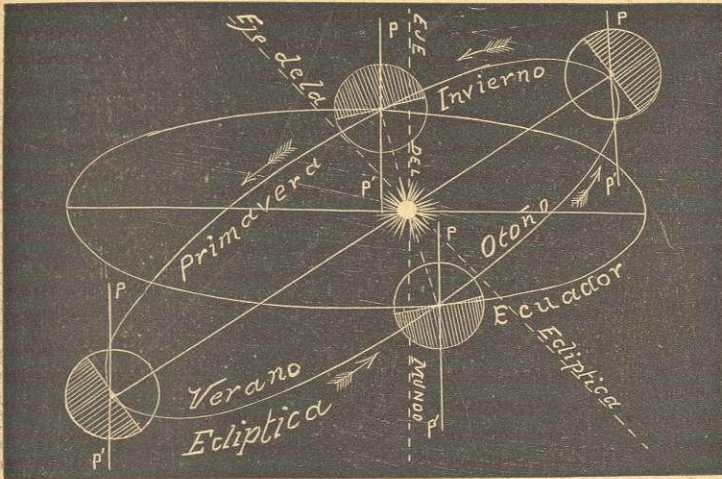 Eje de la
Ecliptica
EJE
DEL
MUNDO
Invierno
Primavera
Otoño
Ecuador
Verano
Ecliptica
P
P'
P
P'
P
P'
P
P'